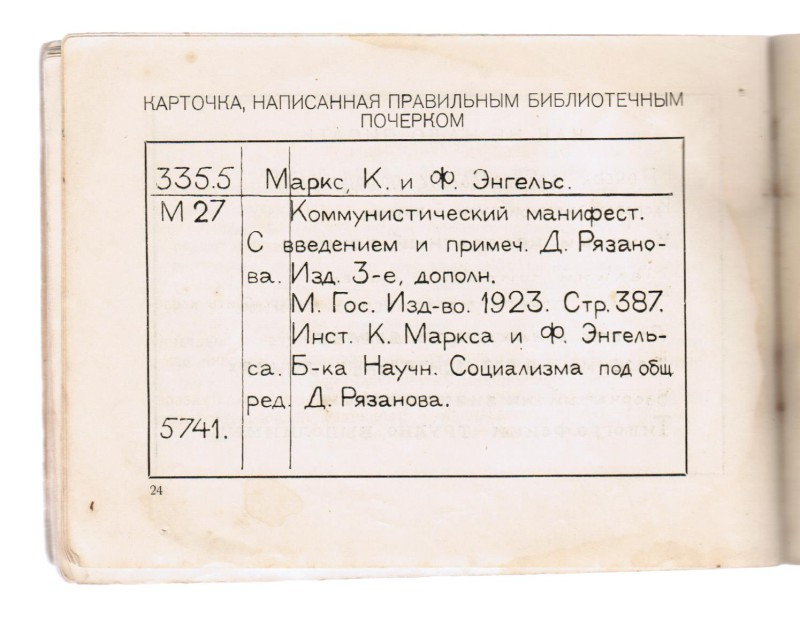 КАРТОЧКА, НАПИСАННАЯ ПРАВИЛЬНЫМ БИБЛИОТЕЧНЫМ
ПОЧЕРКОМ
335.5 Маркс, К. и Ф. Энгельс.
М 27 Коммунистический манифест.
С введением и примеч. Д. Рязано-
ва. Изд. 3-е, дополн.
М. Гос. Изд-во. 1923. Стр. 387.
Инст. К. Маркса и Ф. Энгель-
са. Б-ка Научн. Социализма под общ
ред. Д. Рязанова.
5741.
24